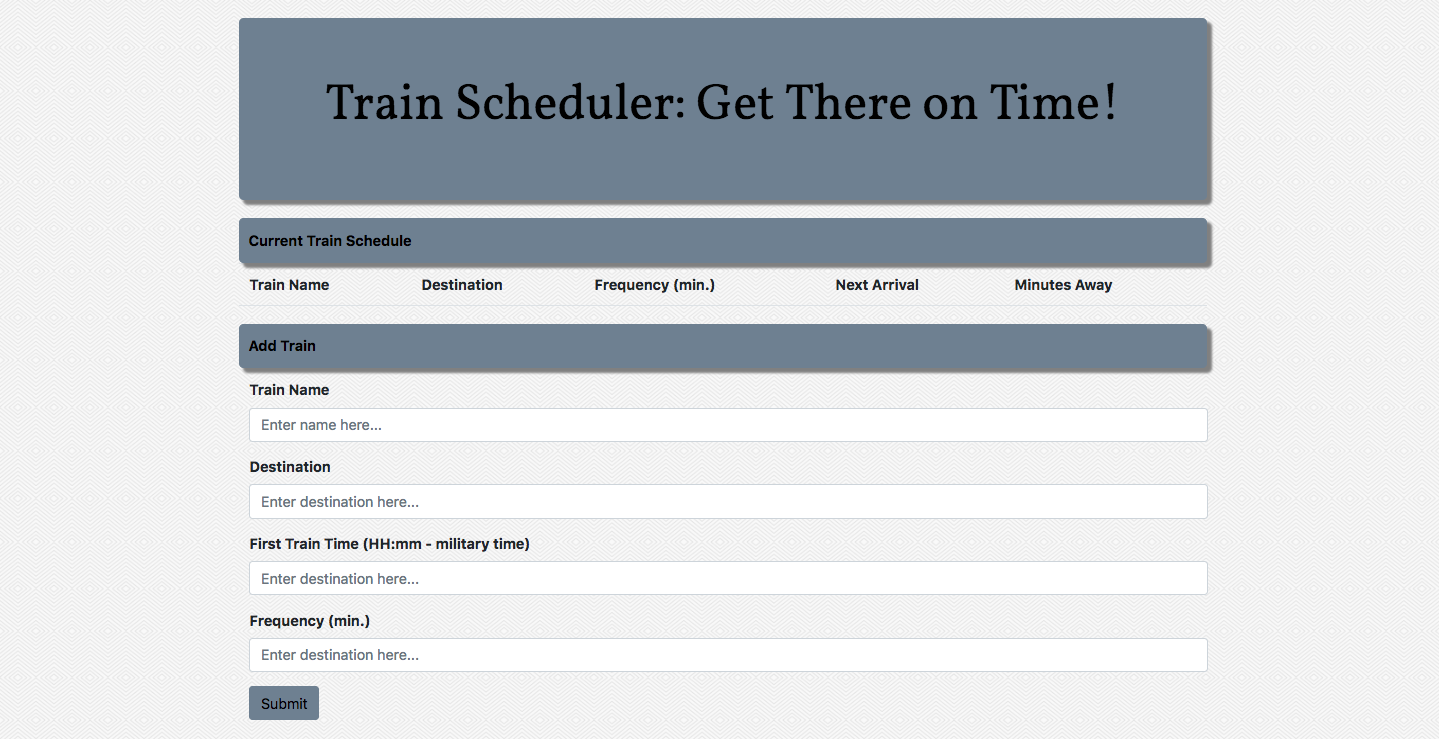 Train Scheduler: Get There on Time!
Current Train Schedule
Train Name Destination Frequency (min.) Next Arrival Minutes Away
Add Train
Train Name
Enter name here...
Destination
Enter destination here...
First Train Time (HH:mm - military time)
Enter destination here...
Frequency (min.)
Enter destination here...
Submit